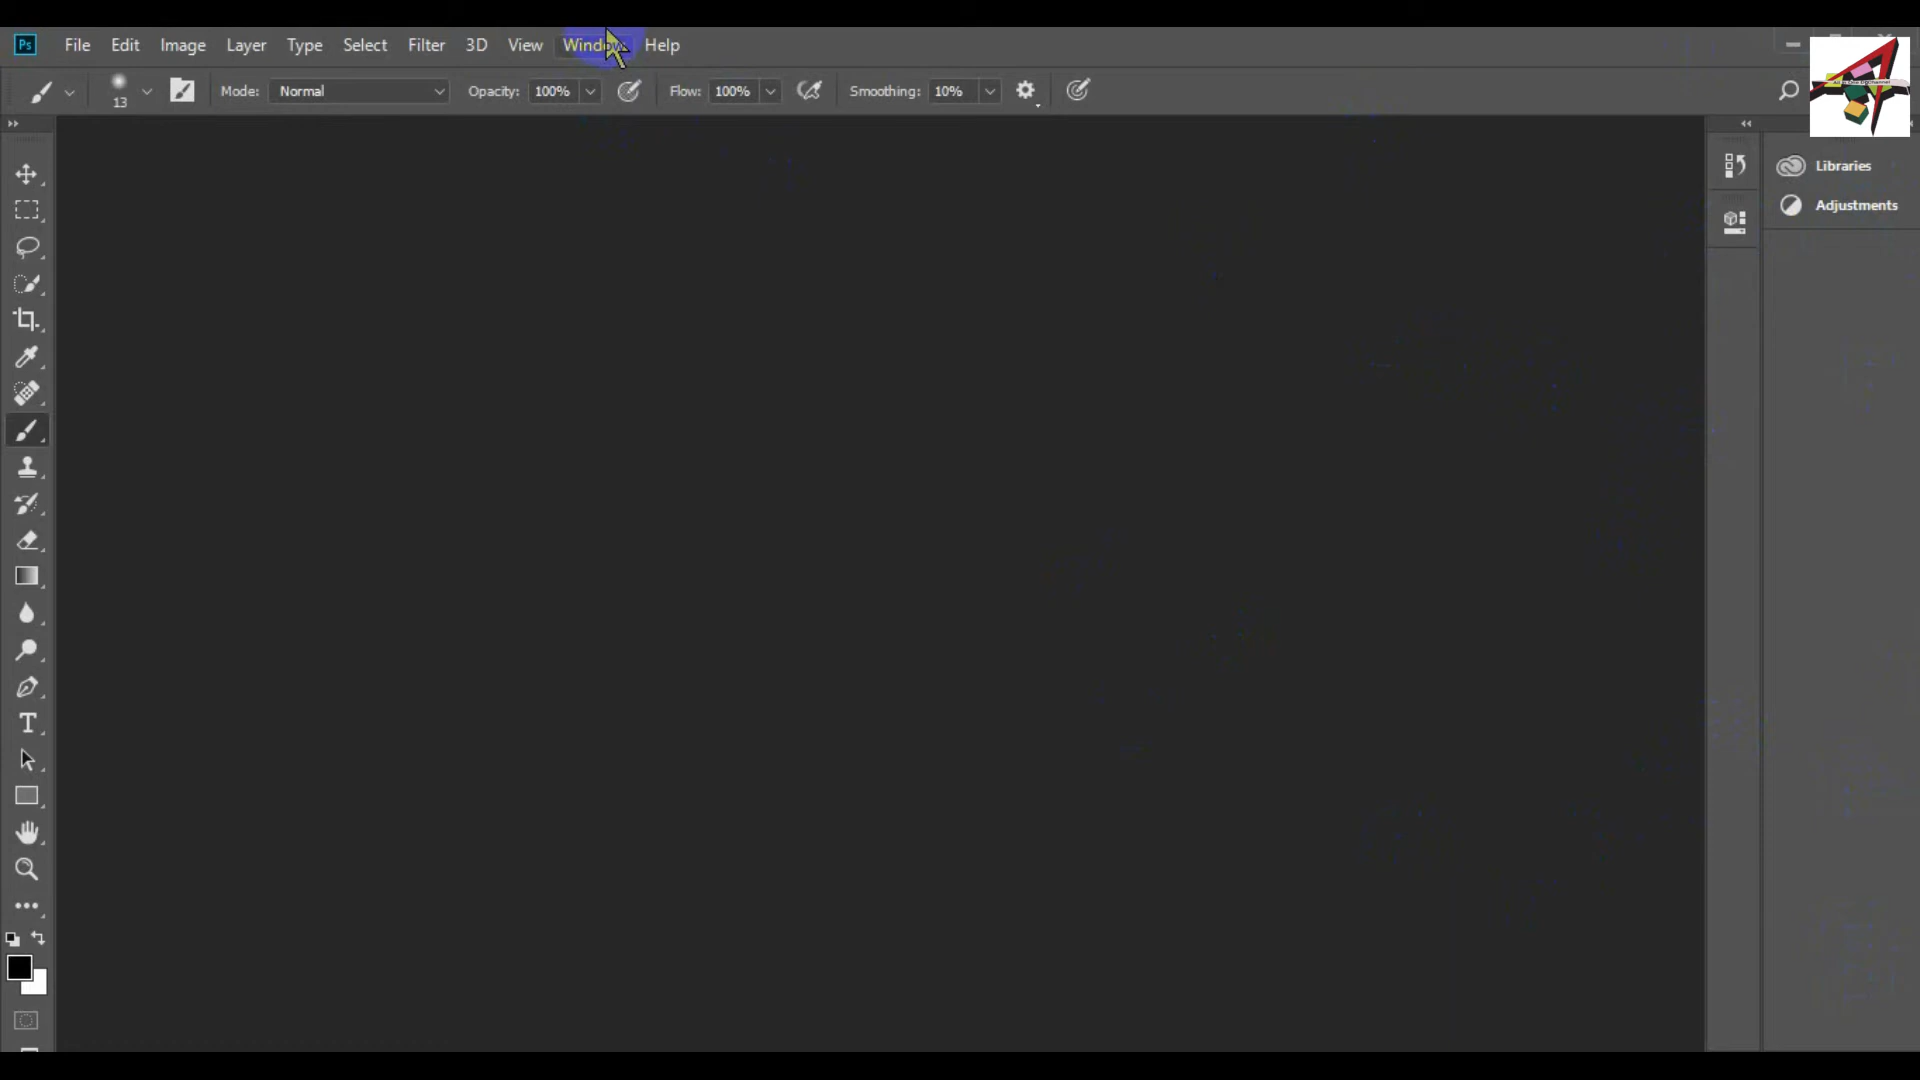 Ps File Edit Image Layer Type Select Filter 3D View Window Help
13 Mode: Normal Opacity: 100% Flow: 100% Smoothing: 10%
Libraries
Adjustments
T